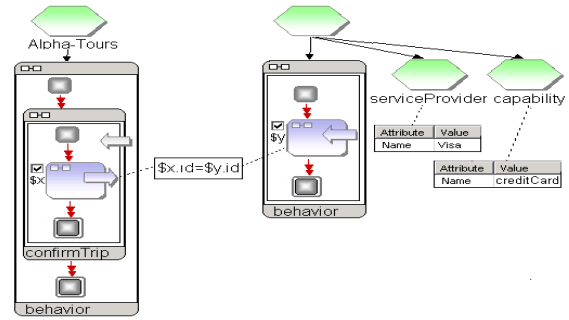 Alpha-Tours
$x
confirmTrip
behavior
$x.id=$y.id
$y
behavior
serviceProvider
capability
Attribute Value
Name Visa
Attribute Value
Name creditCard